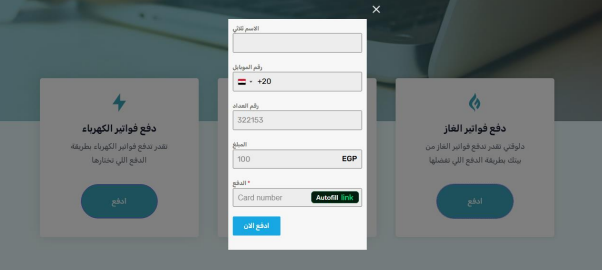 الاسم ثلاثي
رقم الموبايل
+20
رقم العداد
322153
المبلغ
100 EGP
الدفع *
Card number Autofill link
ادفع الان
دفع فواتير الغاز
دلوقتي تقدر تدفع فواتير الغاز من
بيتك بطريقة الدفع اللي تفضلها
ادفع
دفع فواتير الكهرباء
تقدر تدفع فواتير الكهرباء بطريقة
الدفع اللي تختارها
ادفع